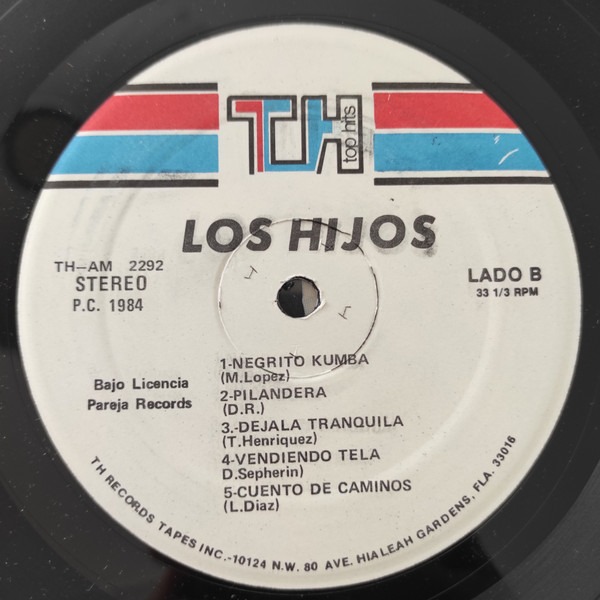 TH top hits
LOS HIJOS
TH-AM 2292
STEREO
P.C. 1984
LADO B
33 1/3 RPM
Bajo Licencia
Pareja Records
1-NEGRITO KUMBA
(M.Lopez)
2-PILANDERA
(D.R.)
3.-DEJALA TRANQUILA
(T.Henriquez)
4-VENDIENDO TELA
D.Sepherin)
5-CUENTO DE CAMINOS
(L.Diaz)
TH RECORDS TAPES INC.-10124 N.W. 80 AVE. HIALEAH GARDENS, FLA. 33016